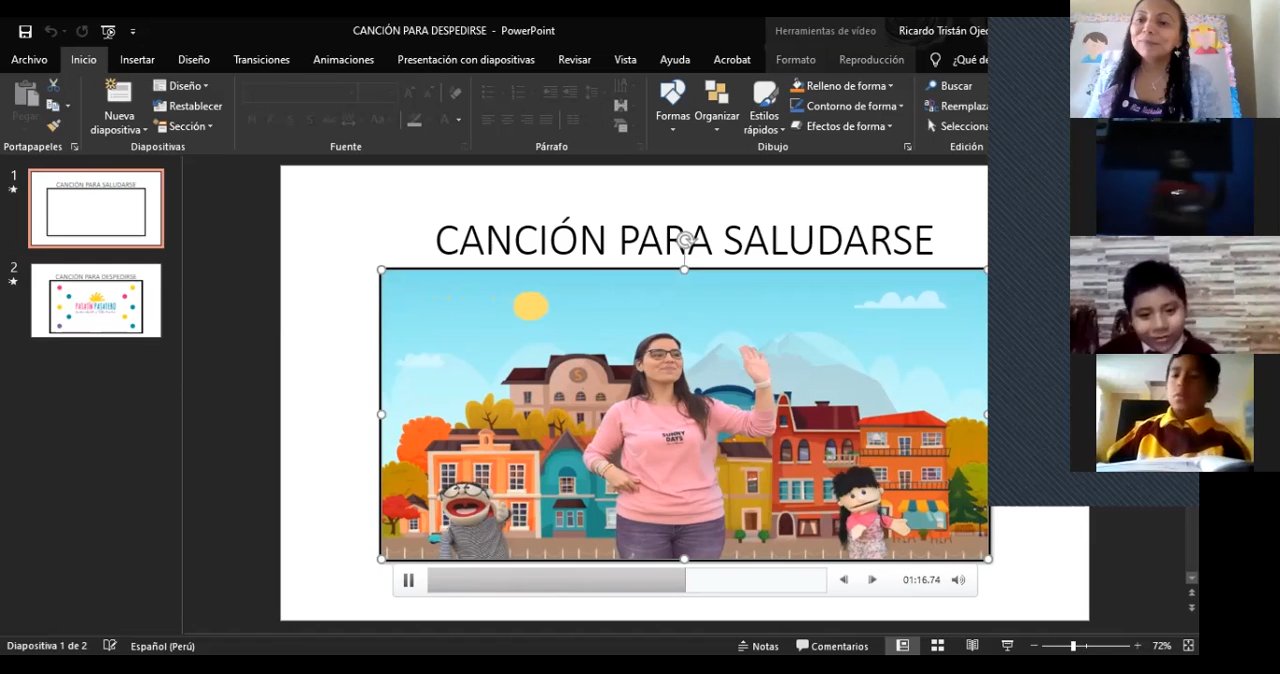 CANCIÓN PARA DESPEDIRSE - PowerPoint
Herramientas de vídeo
Ricardo Tristán Ojed
Archivo
Inicio
Insertar
Diseño
Transiciones
Animaciones
Presentación con diapositivas
Revisar
Vista
Ayuda
Acrobat
Formato
Reproducción
¿Qué de
Pegar
Nueva
diapositiva
Diseño
Restablecer
Sección
Formas
Organizar
Estilos
rápidos
Relleno de forma
Contorno de forma
Efectos de forma
Buscar
Reemplaza
Selecciona
Portapapeles
Diapositivas
Fuente
Párrafo
Dibujo
Edición
1
CANCIÓN PARA SALUDARSE
2
CANCIÓN PARA DESPEDIRSE
CANCIÓN PARA SALUDARSE
SUNNY
DAYS
01:16.74
Diapositiva 1 de 2
Español (Perú)
Notas
Comentarios
72%